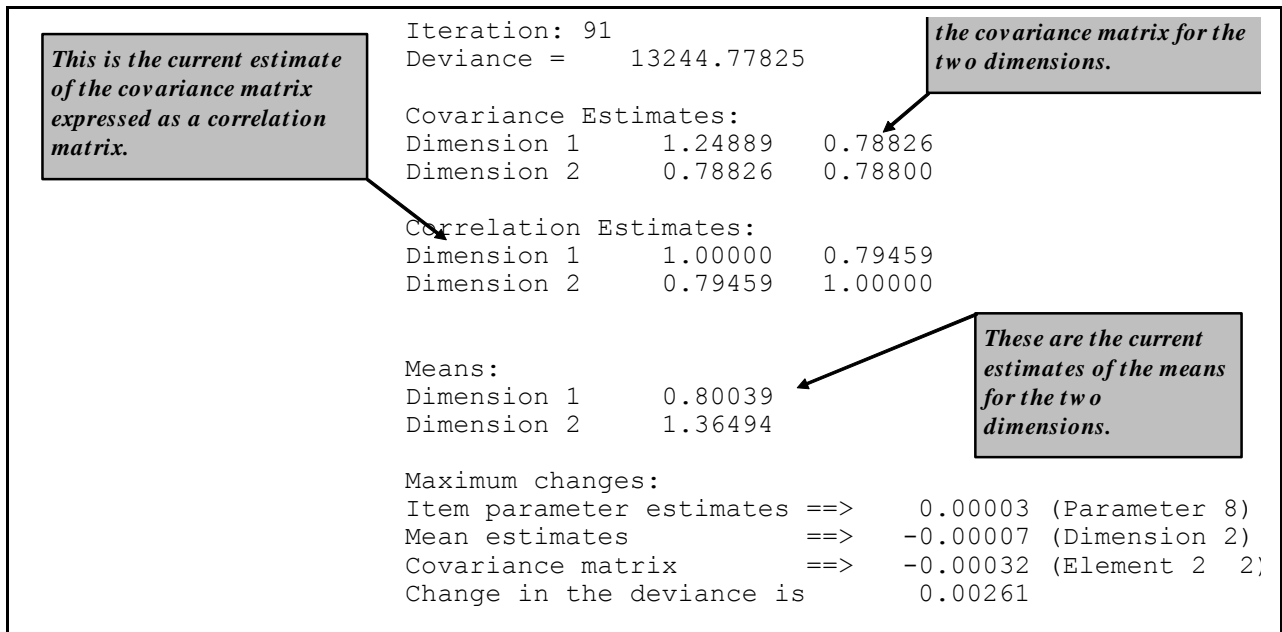 This is the current estimate
of the covariance matrix
expressed as a correlation
matrix.
Iteration: 91
Deviance =     13244.77825
the covariance matrix for the
two dimensions.
Covariance Estimates:
Dimension 1     1.24889   0.78826
Dimension 2     0.78826   0.78800
Correlation Estimates:
Dimension 1     1.00000   0.79459
Dimension 2     0.79459   1.00000
Means:
Dimension 1     0.80039
Dimension 2     1.36494
These are the current
estimates of the means
for the two
dimensions.
Maximum changes:
Item parameter estimates ==>     0.00003 (Parameter 8)
Mean estimates           ==>    -0.00007 (Dimension 2)
Covariance matrix        ==>    -0.00032 (Element 2  2)
Change in the deviance is       0.00261